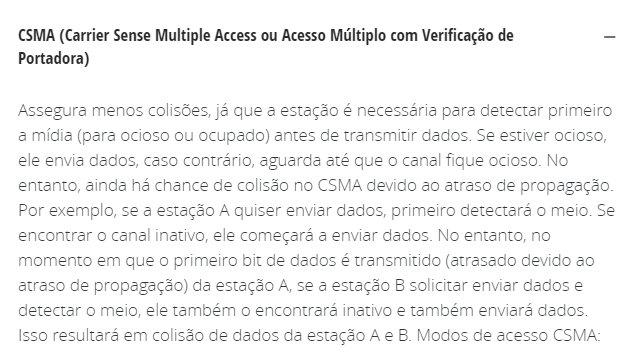 CSMA (Carrier Sense Multiple Access ou Acesso Múltiplo com Verificação de
Portadora)
Assegura menos colisões, já que a estação é necessária para detectar primeiro
a mídia (para ocioso ou ocupado) antes de transmitir dados. Se estiver ocioso,
ele envia dados, caso contrário, aguarda até que o canal fique ocioso. No
entanto, ainda há chance de colisão no CSMA devido ao atraso de propagação.
Por exemplo, se a estação A quiser enviar dados, primeiro detectará o meio. Se
encontrar o canal inativo, ele começará a enviar dados. No entanto, no
momento em que o primeiro bit de dados é transmitido (atrasado devido ao
atraso de propagação) da estação A, se a estação B solicitar enviar dados e
detectar o meio, ele também o encontrará inativo e também enviará dados.
Isso resultará em colisão de dados da estação A e B. Modos de acesso CSMA: